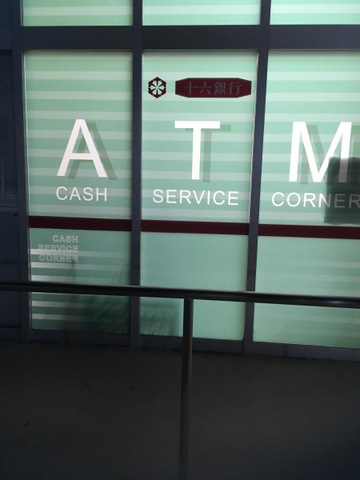 十六銀行
A T M
CASH SERVICE CORNER
CASH
SERVICE
CORNER